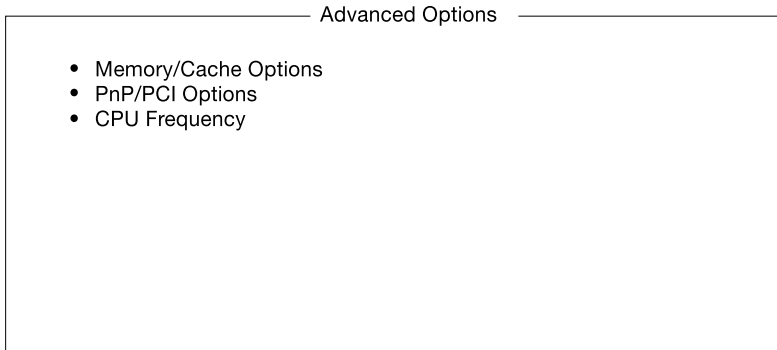 Advanced Options
• Memory/Cache Options
• PnP/PCI Options
• CPU Frequency